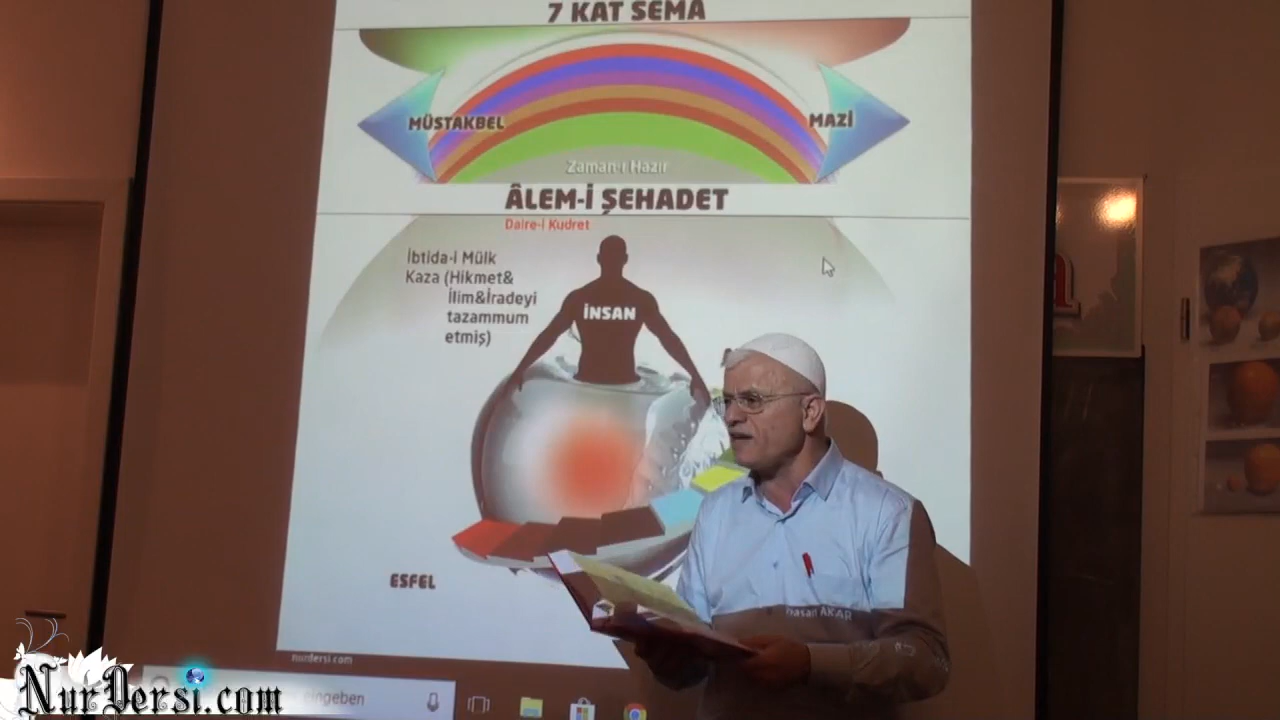 7 KAT SEMA
MÜSTAKBEL
MAZİ
Zaman-ı Hazır
ÂLEM-İ ŞEHADET
Daire-i Kudret
İbtida-i Mülk
Kaza (Hikmet&
İlim&İradeyi
tazammum
etmiş)
İNSAN
ESFEL
hasan AKAR
nurdersi.com
eingeben
NurDersi.com